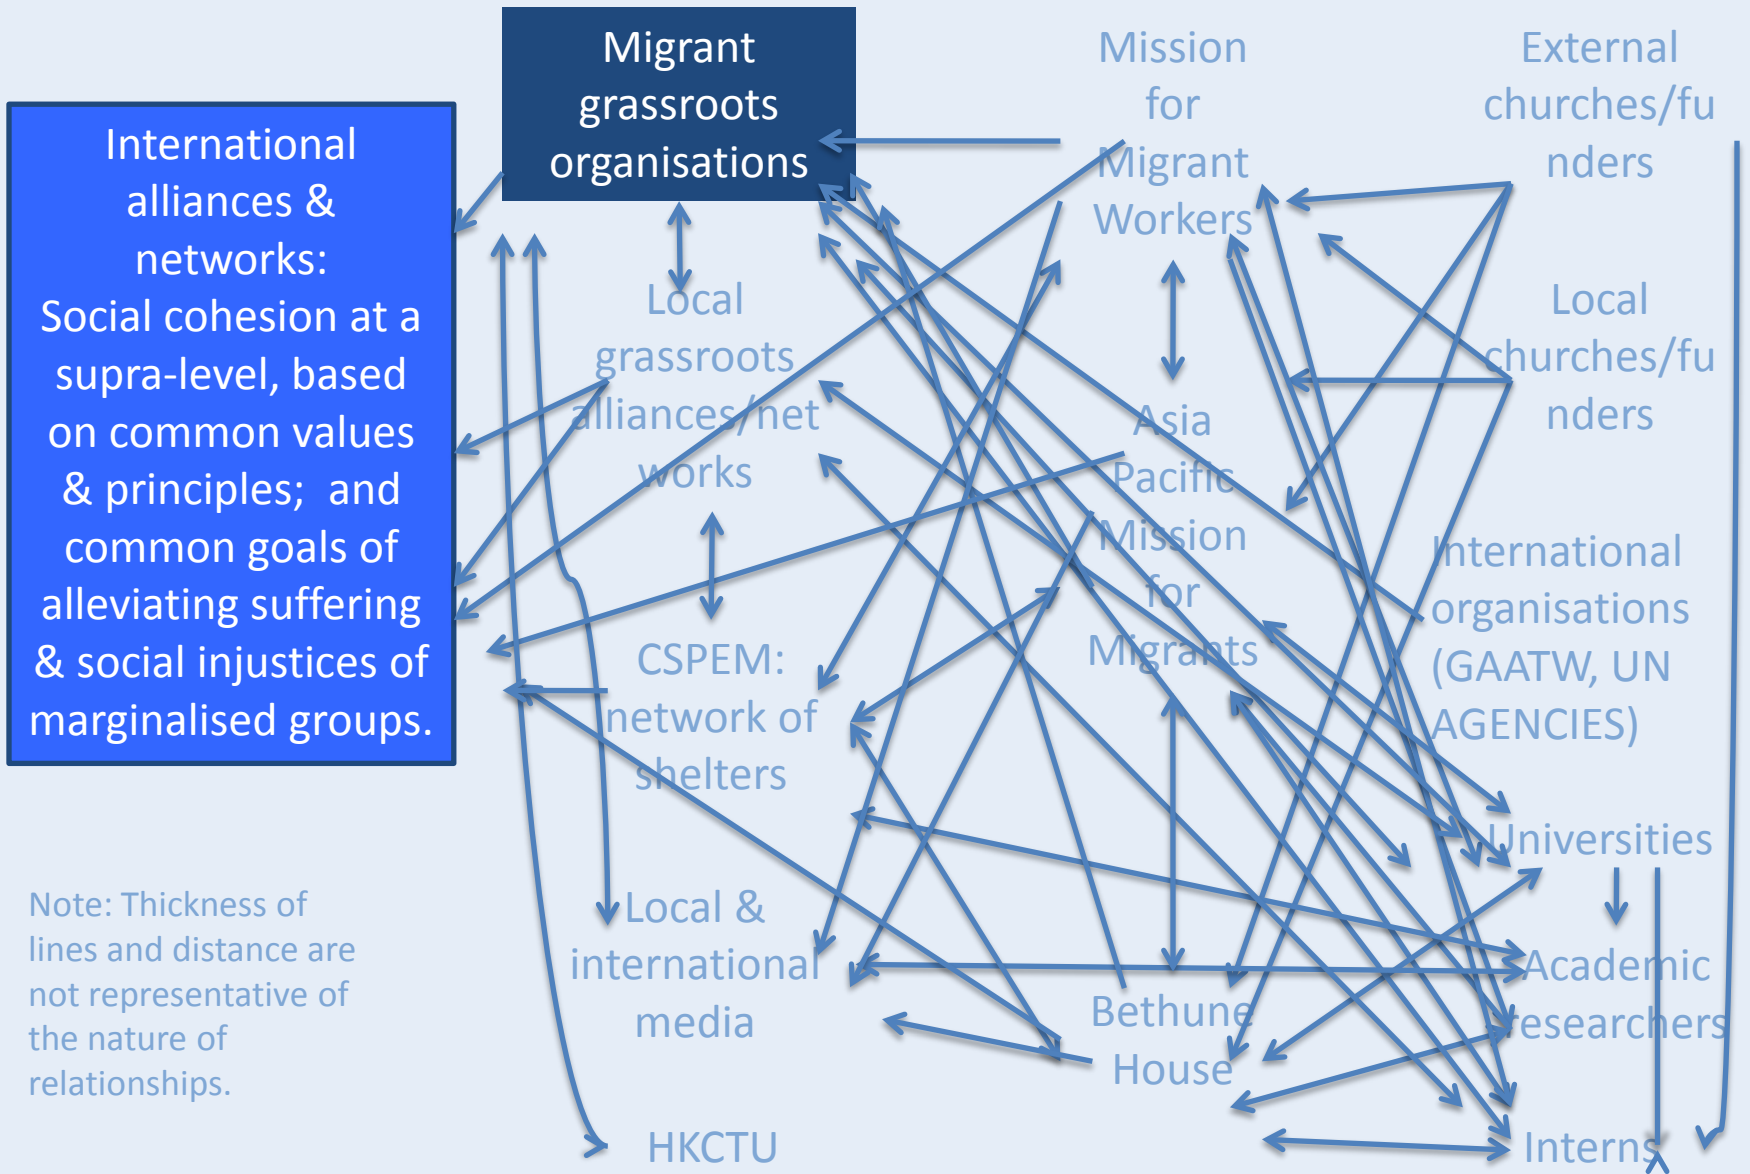 Migrant
grassroots
organisations
Mission
for
Migrant
Workers
External
churches/fu
nders
International
alliances &
networks:
Social cohesion at a
supra-level, based
on common values
& principles;  and
common goals of
alleviating suffering
& social injustices of
marginalised groups.
Local
grassroots
alliances/net
works
Local
churches/fu
nders
Asia
Pacific
Mission
for
Migrants
International
organisations
(GAATW, UN
AGENCIES)
CSPEM:
network of
shelters
Universities
Note: Thickness of
lines and distance are
not representative of
the nature of
relationships.
Local &
international
media
Bethune
House
Academic
researchers
HKCTU
Interns